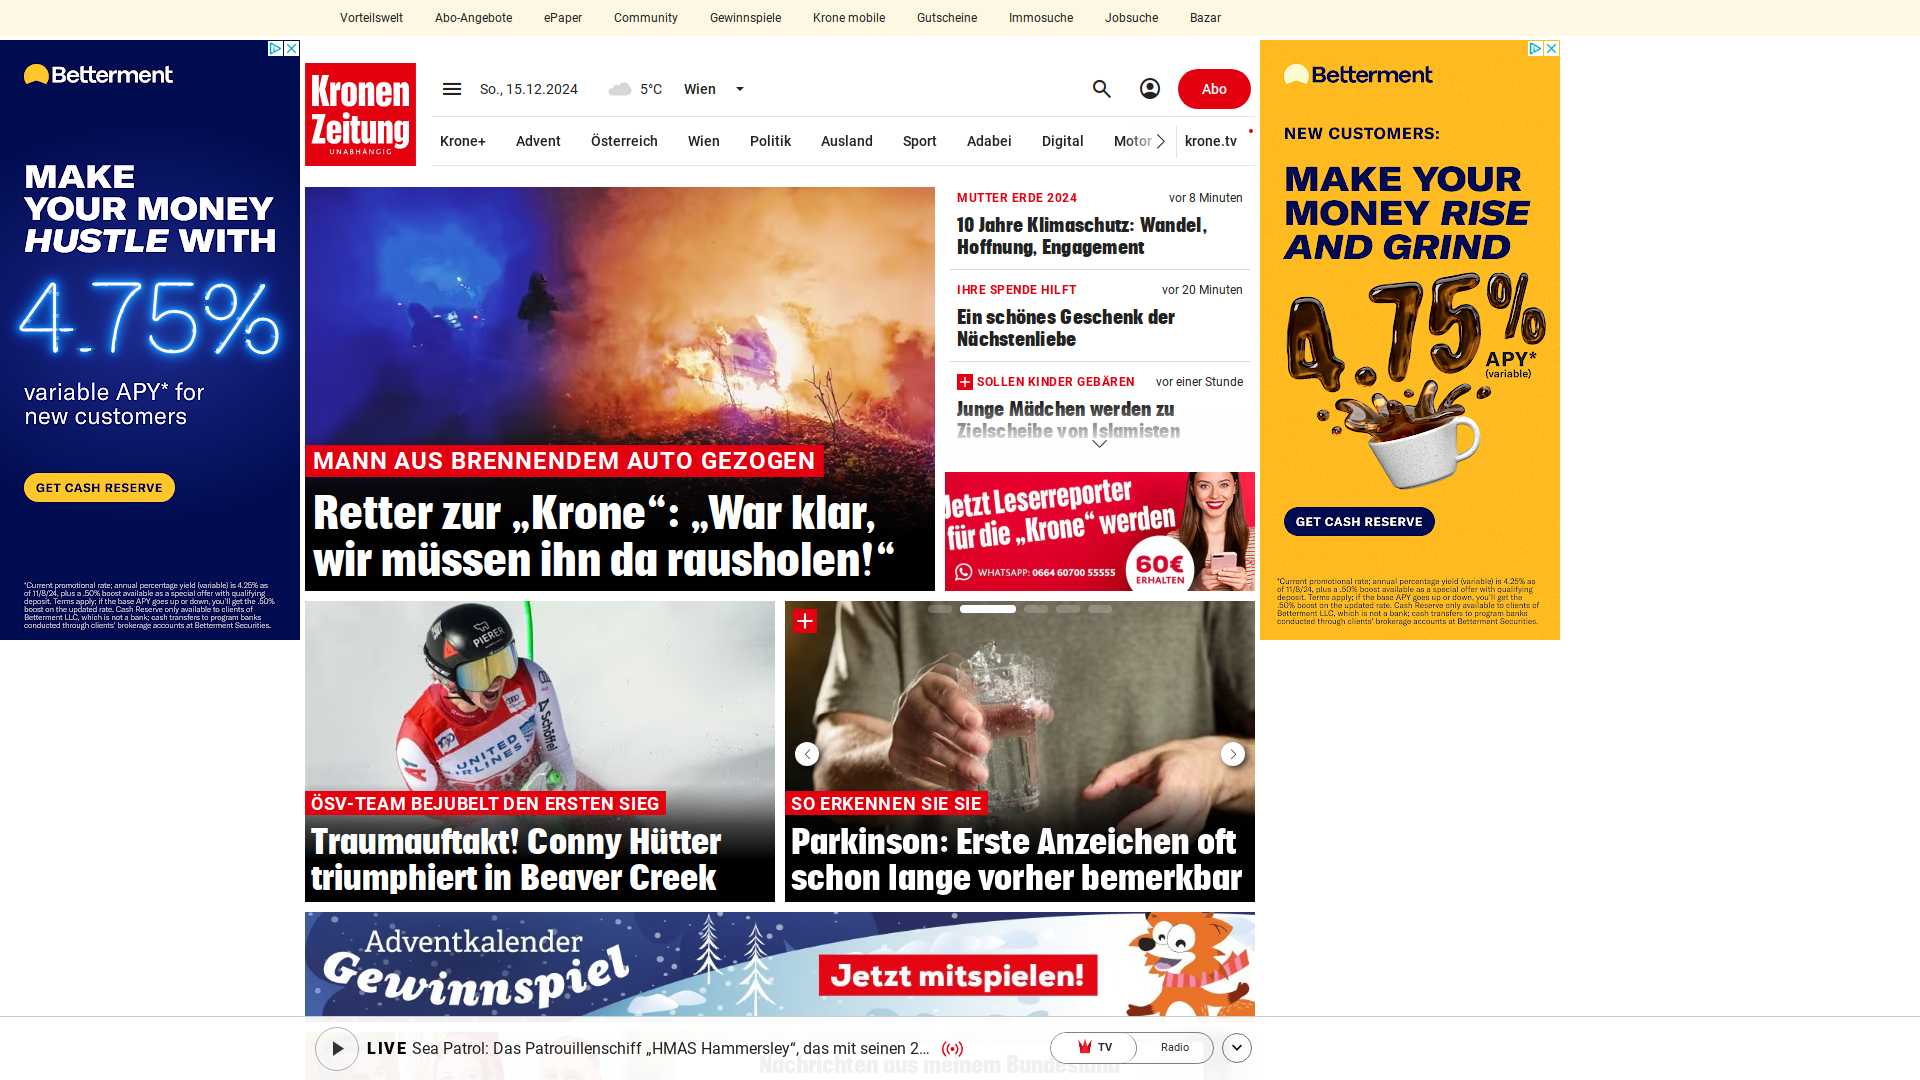 Vorteilswelt Abo-Angebote ePaper Community Gewinnspiele Krone mobile Gutscheine Immosuche Jobsuche Bazar
Betterment
MAKE
YOUR MONEY
HUSTLE WITH
4.75%
variable APY* for
new customers
GET CASH RESERVE
*Current promotional rate; annual percentage yield (variable) is 4.25% as
of 11/8/24, plus a .50% boost available as a special offer with qualifying
deposit. Terms apply; if the base APY goes up or down, you'll get the .50%
boost on the updated rate. Cash Reserve only available to clients of
Betterment LLC, which is not a bank; cash transfers to program banks
conducted through clients' brokerage accounts at Betterment Securities.
Kronen
Zeitung
UNABHÄNGIG
So., 15.12.2024 5°C Wien
Abo
Krone+ Advent Österreich Wien Politik Ausland Sport Adabei Digital Motor krone.tv
MANN AUS BRENNENDEM AUTO GEZOGEN
Retter zur „Krone“: „War klar,
wir müssen ihn da rausholen!“
MUTTER ERDE 2024 vor 8 Minuten
10 Jahre Klimaschutz: Wandel,
Hoffnung, Engagement
IHRE SPENDE HILFT vor 20 Minuten
Ein schönes Geschenk der
Nächstenliebe
SOLLEN KINDER GEBÄREN vor einer Stunde
Junge Mädchen werden zu
Zielscheibe von Islamisten
Jetzt Leserreporter
für die „Krone“ werden
WHATSAPP: 0664 60700 55555
60€
ERHALTEN
PIERER
UNITED
AIRLINES
Schöffel
A1
ÖSV-TEAM BEJUBELT DEN ERSTEN SIEG
Traumauftakt! Conny Hütter
triumphiert in Beaver Creek
SO ERKENNEN SIE SIE
Parkinson: Erste Anzeichen oft
schon lange vorher bemerkbar
Adventkalender
Gewinnspiel
Jetzt mitspielen!
LIVE Sea Patrol: Das Patrouillenschiff „HMAS Hammersley“, das mit seinen 2...
TV Radio
Nachrichten aus meinem Bundesland
Betterment
NEW CUSTOMERS:
MAKE YOUR
MONEY RISE
AND GRIND
4.75%
APY*
(variable)
GET CASH RESERVE
*Current promotional rate; annual percentage yield (variable) is 4.25% as
of 11/8/24, plus a .50% boost available as a special offer with qualifying
deposit. Terms apply; if the base APY goes up or down, you'll get the
.50% boost on the updated rate. Cash Reserve only available to clients of
Betterment LLC, which is not a bank; cash transfers to program banks
conducted through clients' brokerage accounts at Betterment Securities.